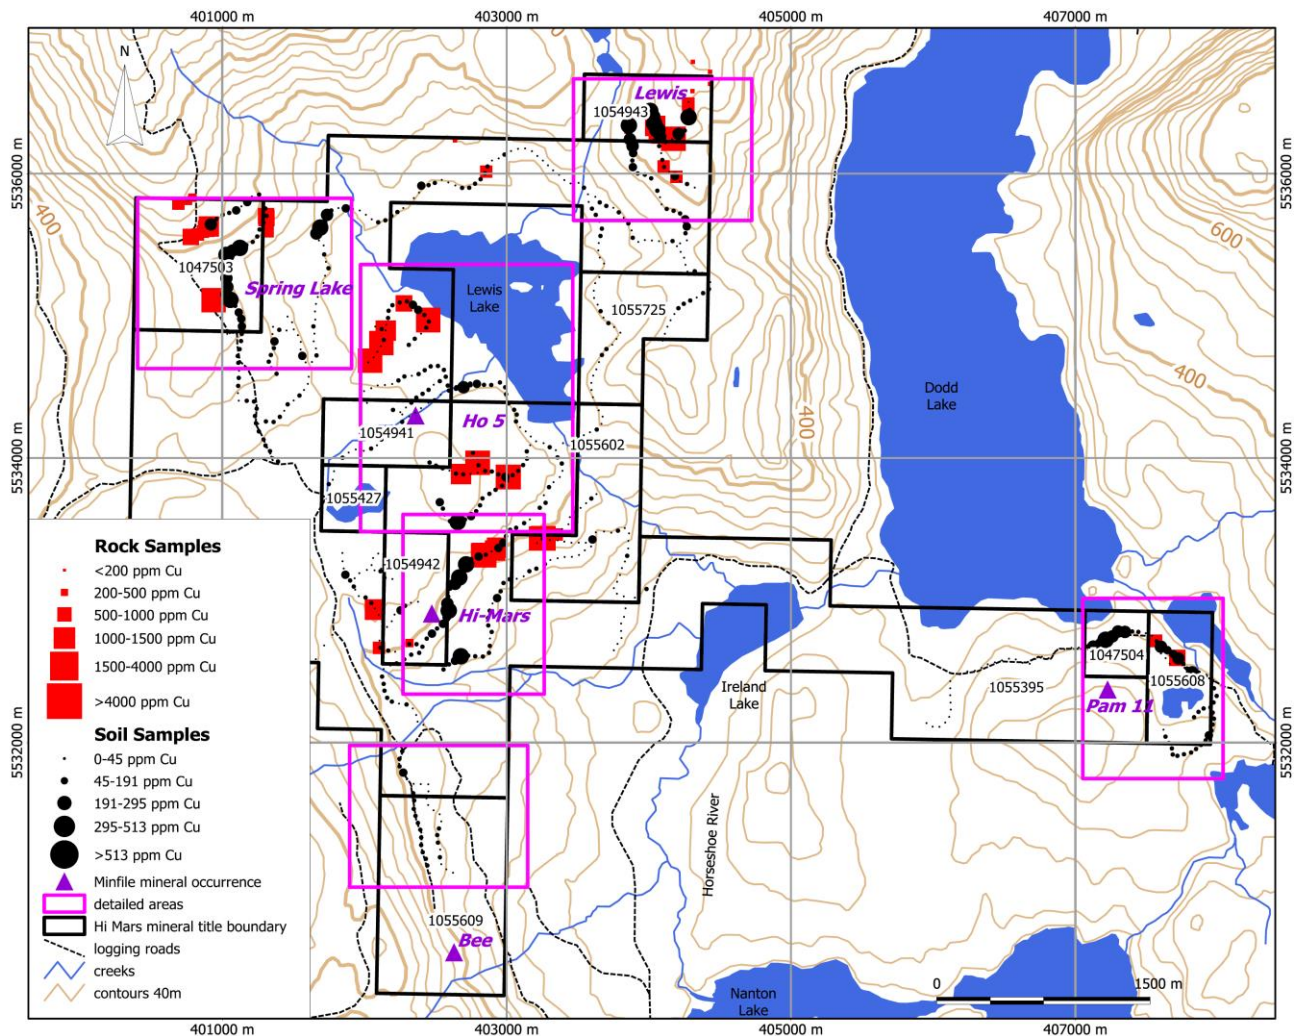 401000 m
403000 m
405000 m
407000 m
N
5536000 m
5536000 m
Lewis
1054943
400
600
1047503
Spring Lake
Lewis
Lake
1055725
Dodd
Lake
400
400
Ho 5
1054941
1055602
5534000 m
5534000 m
1055427
1054942
Hi-Mars
1047504
1055608
1055395
Pam 11
Ireland
Lake
5532000 m
5532000 m
Horseshoe River
1055609
Bee
Nanton
Lake
0
1500 m
Rock Samples
<200 ppm Cu
200-500 ppm Cu
500-1000 ppm Cu
1000-1500 ppm Cu
1500-4000 ppm Cu
>4000 ppm Cu
Soil Samples
0-45 ppm Cu
45-191 ppm Cu
191-295 ppm Cu
295-513 ppm Cu
>513 ppm Cu
Minfile mineral occurrence
detailed areas
Hi Mars mineral title boundary
logging roads
creeks
contours 40m
401000 m
403000 m
405000 m
407000 m